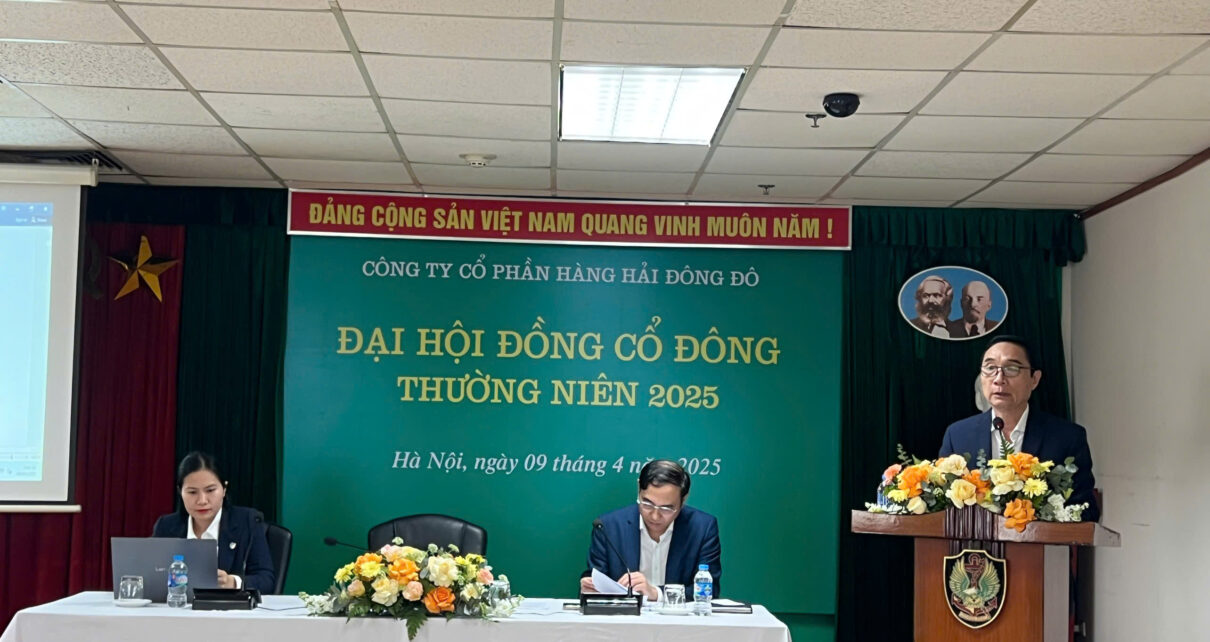 ĐẢNG CỘNG SẢN VIỆT NAM QUANG VINH MUÔN NĂM !
CÔNG TY CỔ PHẦN HÀNG HẢI ĐÔNG ĐÔ
ĐẠI HỘI ĐỒNG CỔ ĐÔNG
THƯỜNG NIÊN 2025
Hà Nội, ngày 09 tháng 4 2025